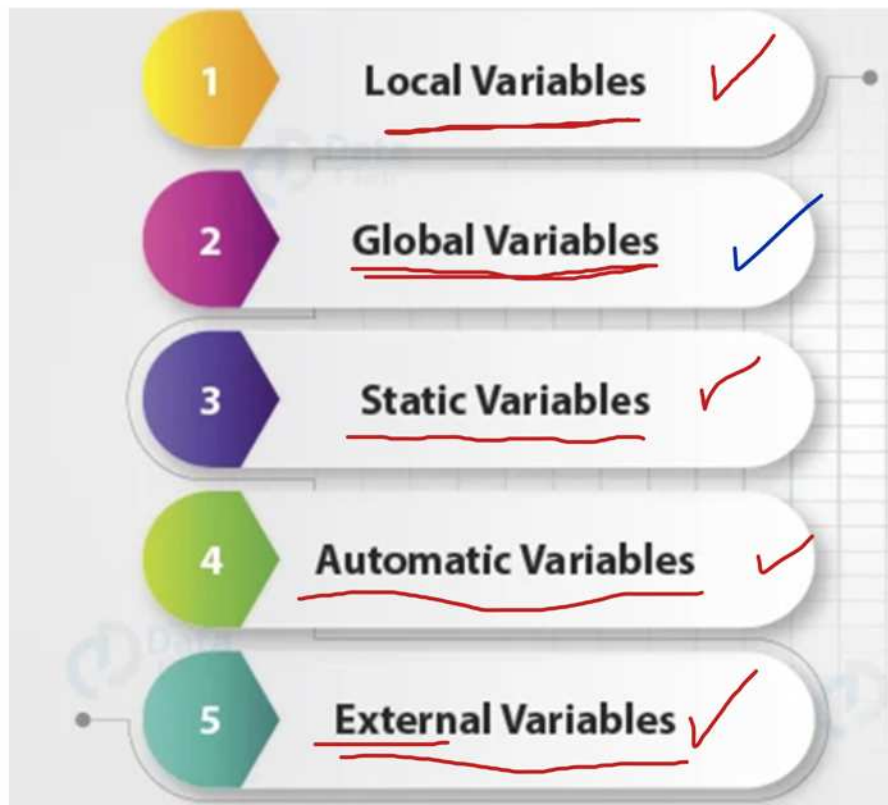 1
Local Variables
2
Global Variables
3
Static Variables
4
Automatic Variables
5
External Variables